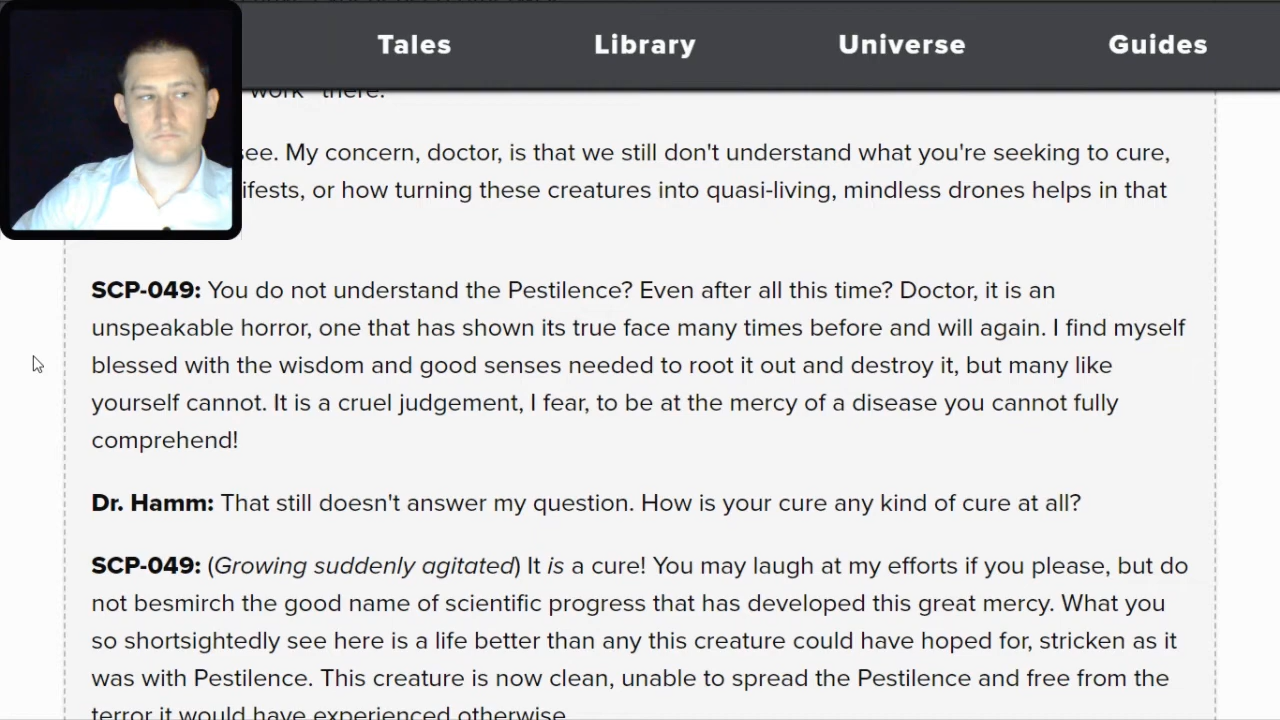 Tales Library Universe Guides
work" there.
see. My concern, doctor, is that we still don't understand what you're seeking to cure,
ifests, or how turning these creatures into quasi-living, mindless drones helps in that
SCP-049: You do not understand the Pestilence? Even after all this time? Doctor, it is an
unspeakable horror, one that has shown its true face many times before and will again. I find myself
blessed with the wisdom and good senses needed to root it out and destroy it, but many like
yourself cannot. It is a cruel judgement, I fear, to be at the mercy of a disease you cannot fully
comprehend!
Dr. Hamm: That still doesn't answer my question. How is your cure any kind of cure at all?
SCP-049: (Growing suddenly agitated) It is a cure! You may laugh at my efforts if you please, but do
not besmirch the good name of scientific progress that has developed this great mercy. What you
so shortsightedly see here is a life better than any this creature could have hoped for, stricken as it
was with Pestilence. This creature is now clean, unable to spread the Pestilence and free from the
terror it would have experienced otherwise.